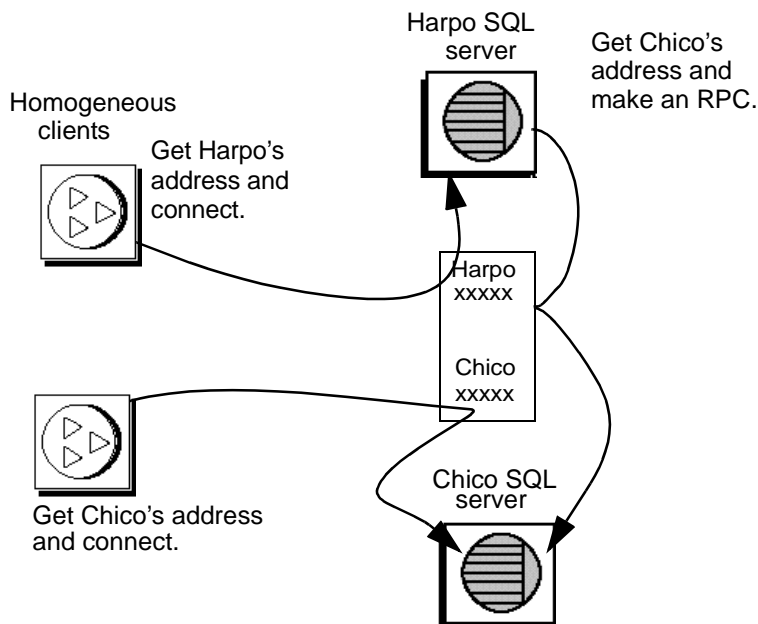 Harpo SQL
server
Get Chico’s
address and
make an RPC.
Homogeneous
clients
Get Harpo’s
address and
connect.
Harpo
xxxxx
Chico
xxxxx
Get Chico’s address
and connect.
Chico SQL
server